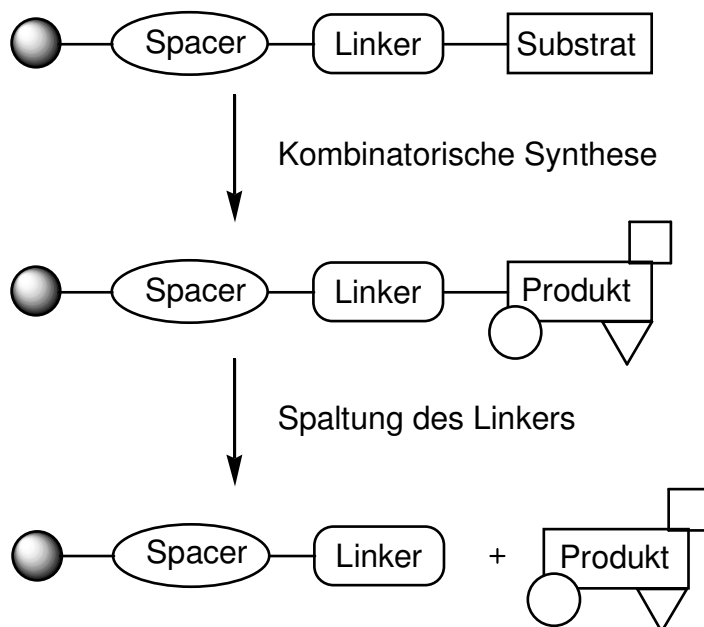 Spacer Linker Substrat
Kombinatorische Synthese
Spacer Linker Produkt
Spaltung des Linkers
Spacer Linker + Produkt